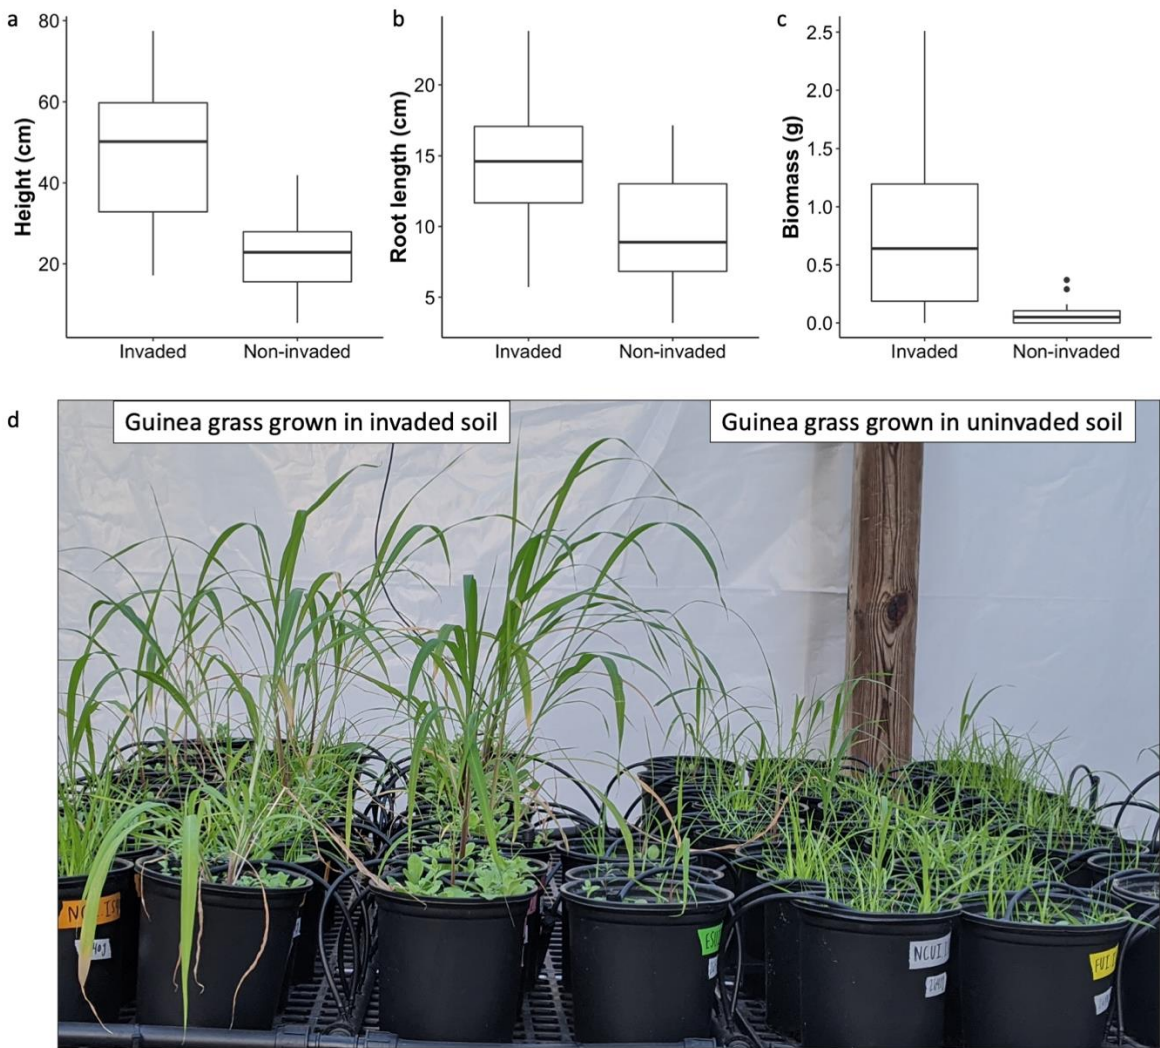 a
80
60
40
20
Height (cm)
Invaded
Non-invaded
b
20
15
10
5
Root length (cm)
Invaded
Non-invaded
c
2.5
2.0
1.5
1.0
0.5
0.0
Biomass (g)
Invaded
Non-invaded
d
Guinea grass grown in invaded soil
Guinea grass grown in uninvaded soil
NCUI
FUI